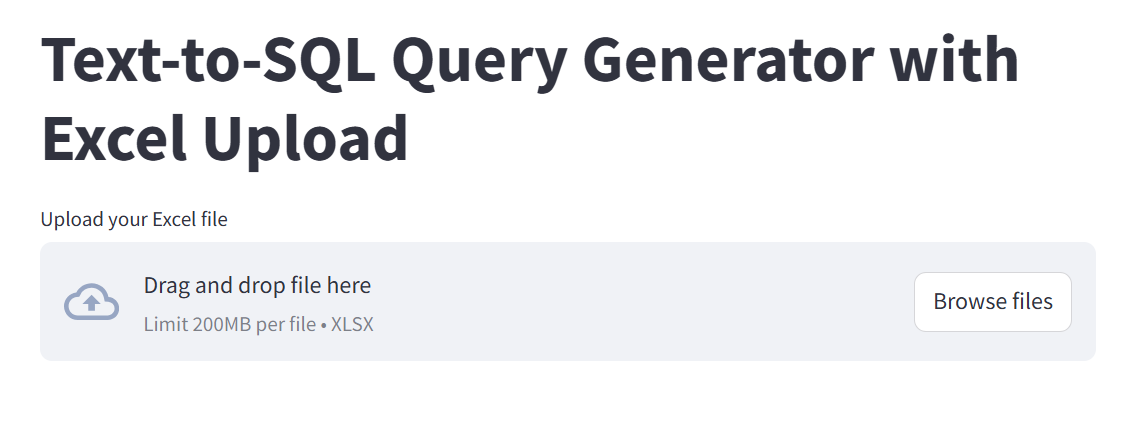 Text-to-SQL Query Generator with
Excel Upload
Upload your Excel file
Drag and drop file here
Limit 200MB per file • XLSX
Browse files